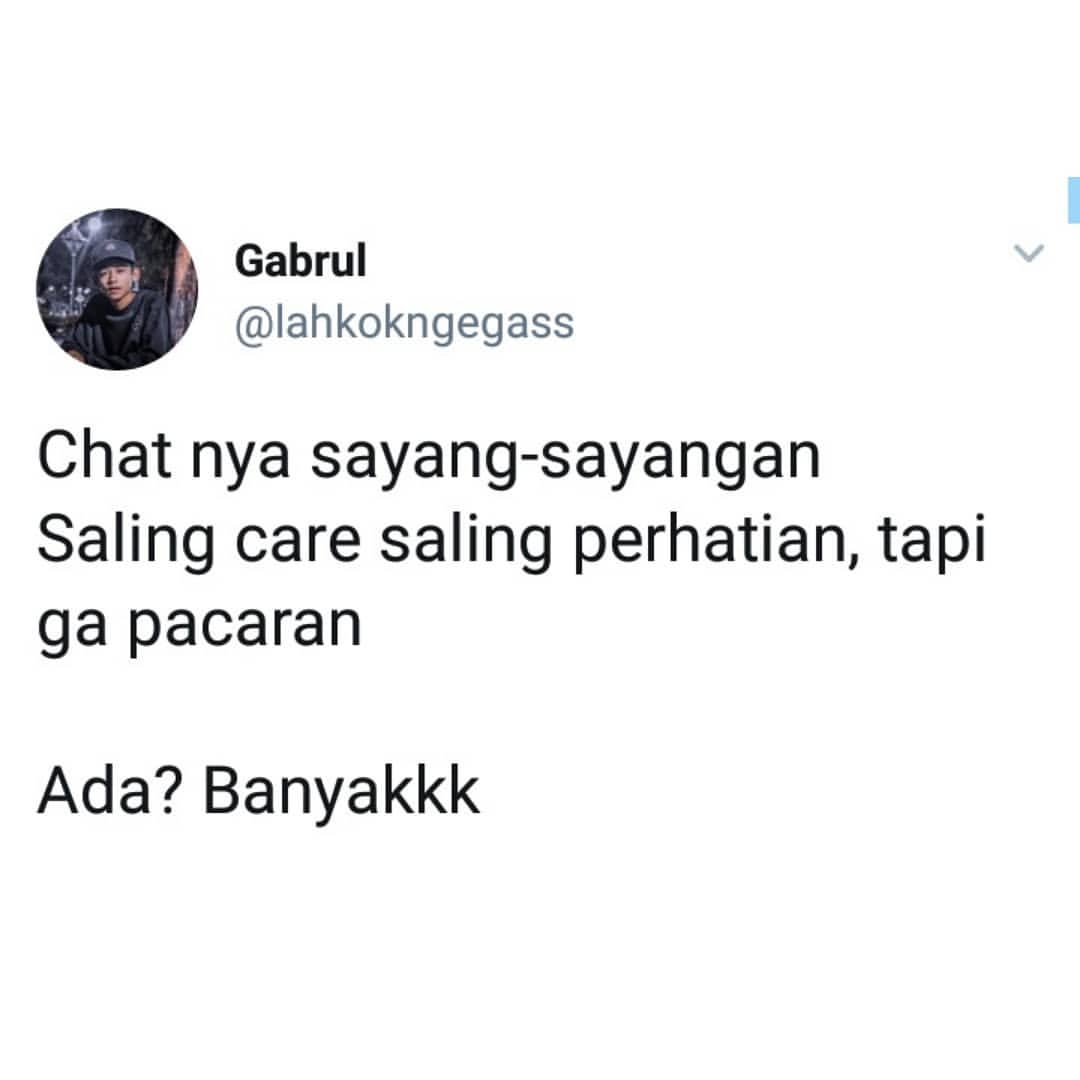 Gabrul
@lahkokngegass
Chat nya sayang-sayangan
Saling care saling perhatian, tapi
ga pacaran
Ada? Banyakkk